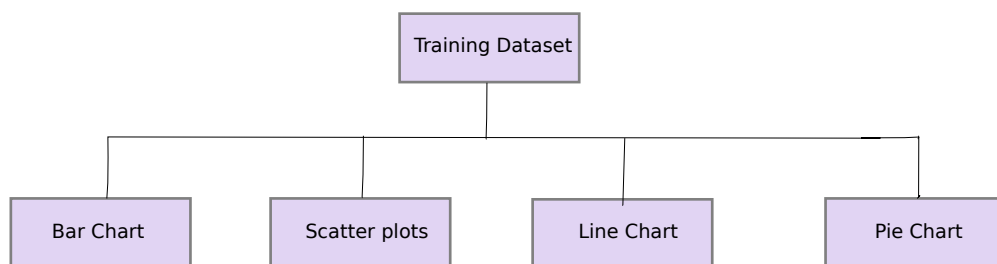 Training Dataset
Bar Chart
Scatter plots
Line Chart
Pie Chart